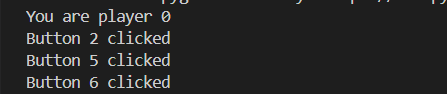 You are player 0
Button 2 clicked
Button 5 clicked
Button 6 clicked